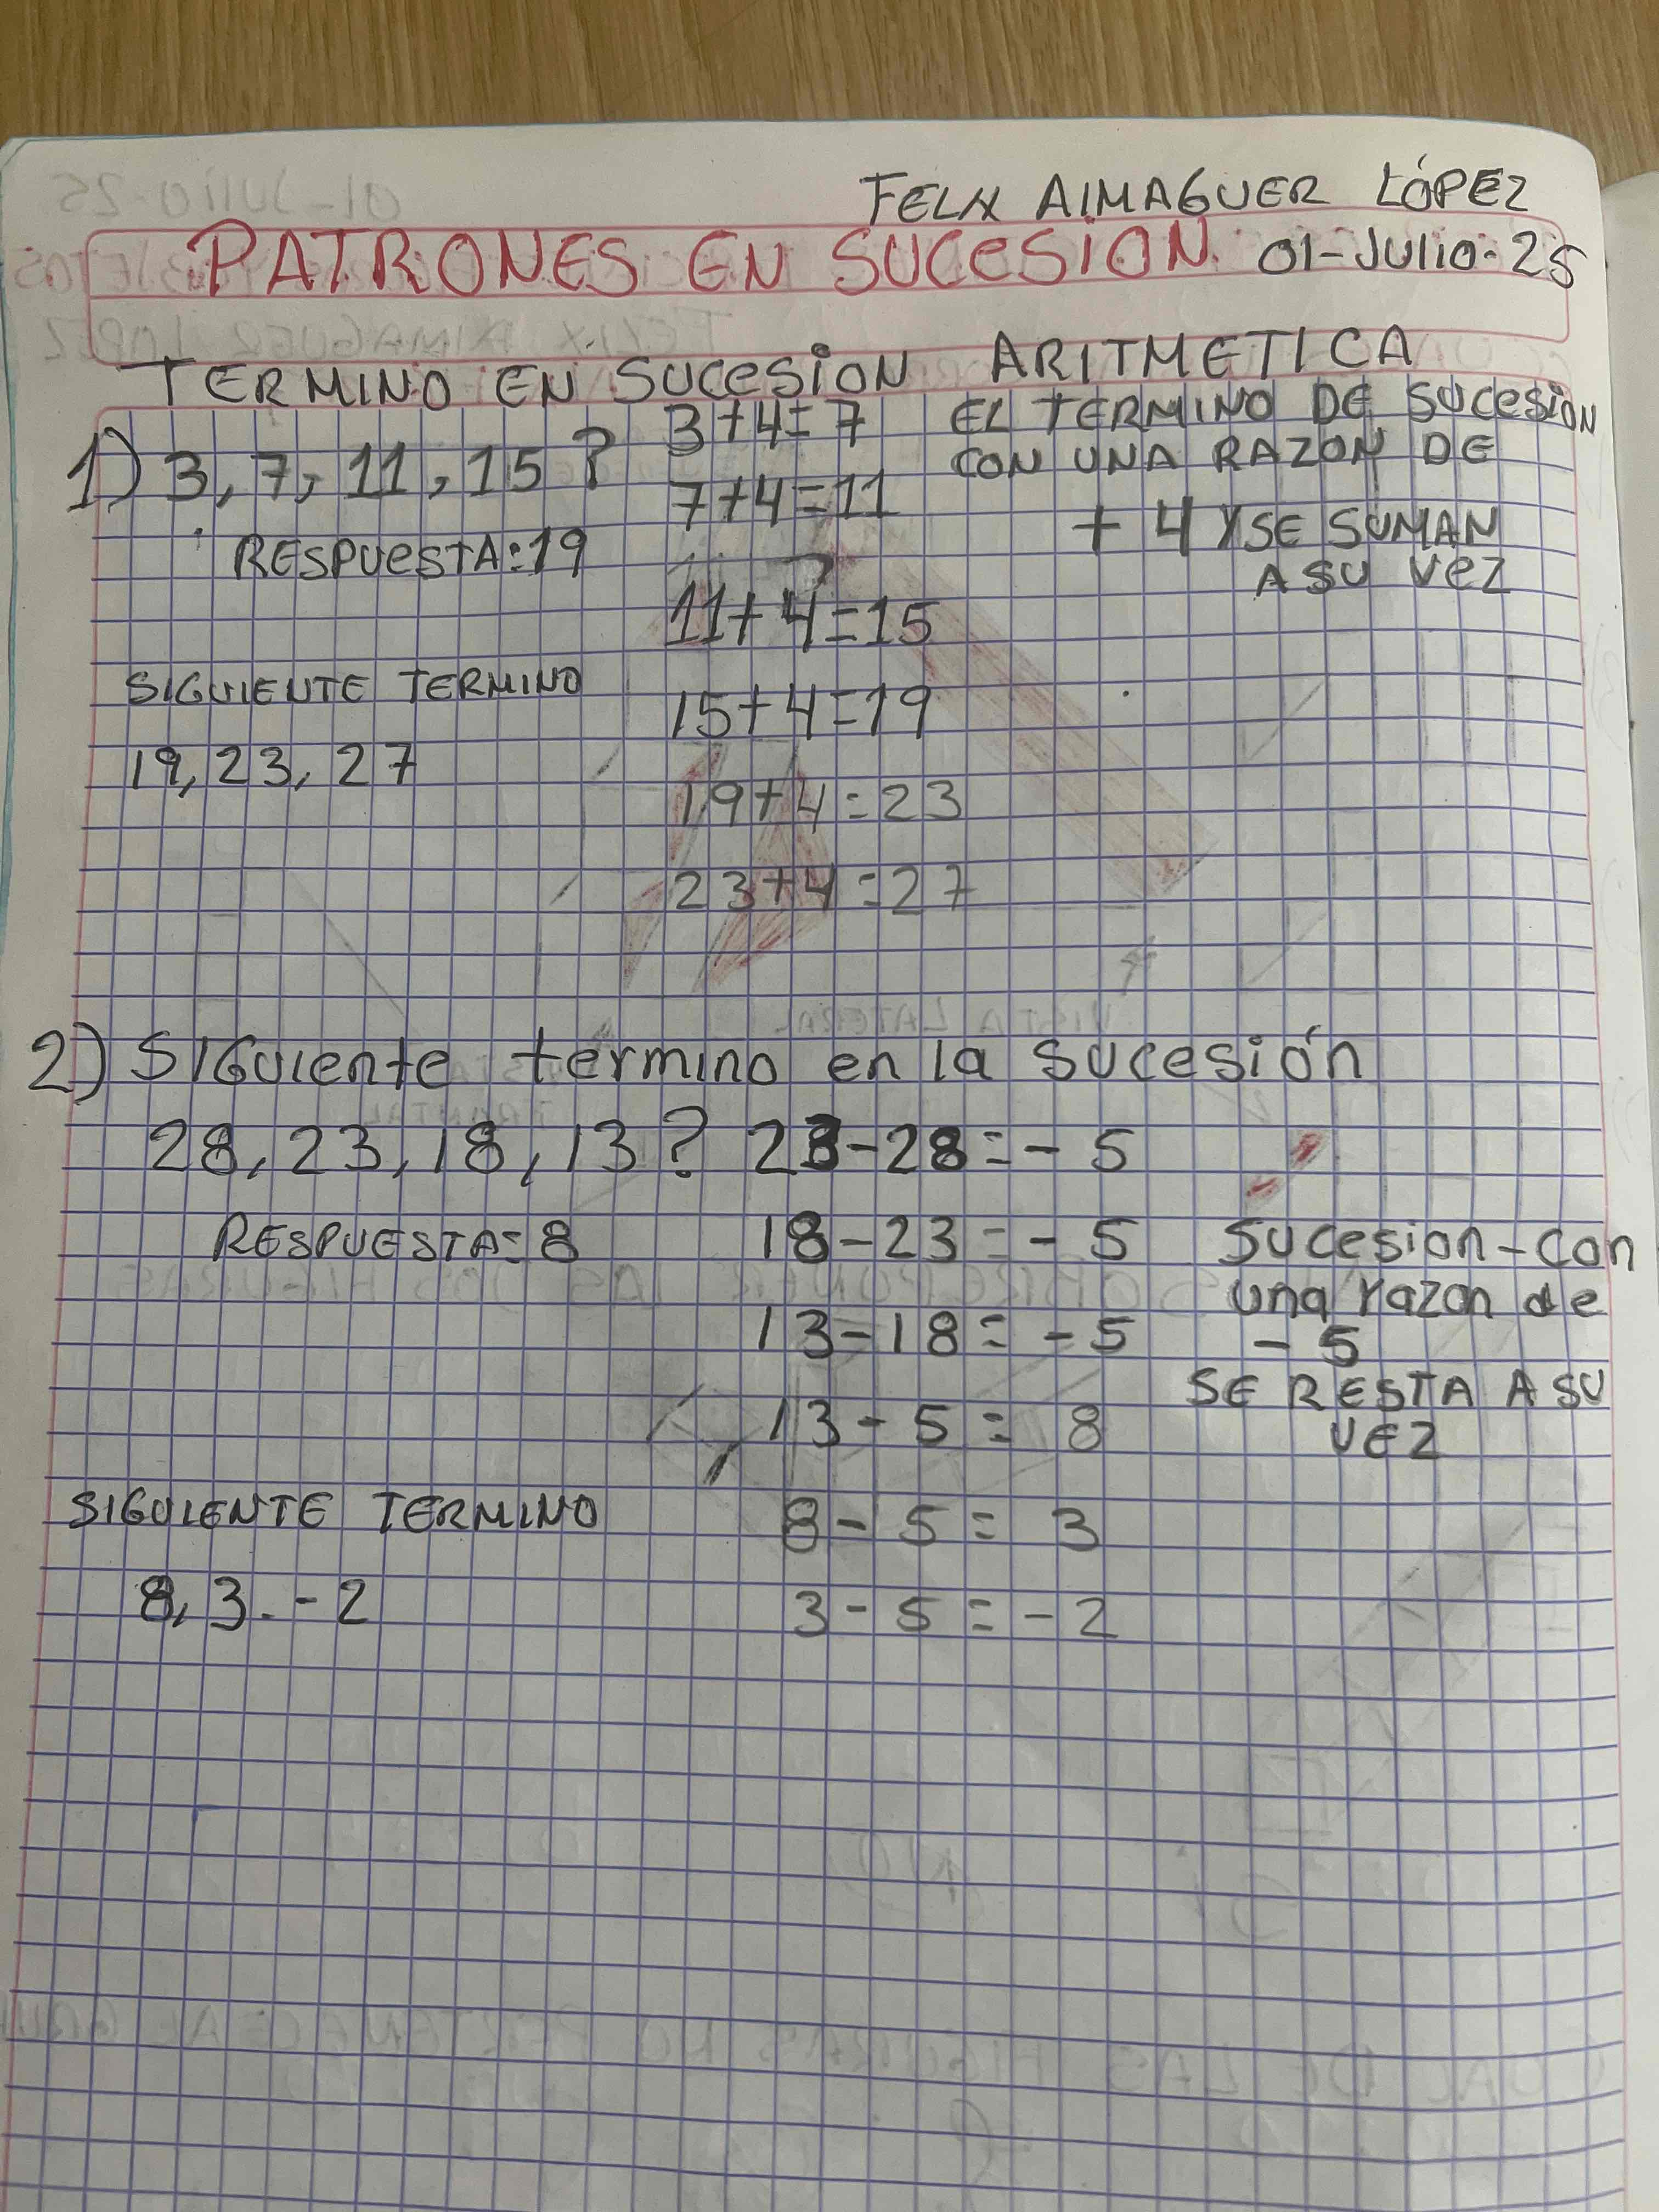 FELIX AlMAGUER LÓPEZ
PATRONES EN SUCESION. 01-Julio-25
TERMINO EN SUCESION ARITMETICA
1) 3, 7, 11, 15 ?
RESPUESTA: 19
SIGUIENTE TERMINO
19, 23, 27
3+4=7
7+4=11
11+4=15
15+4=19
19+4=23
23+4=27
EL TERMINO DE SUCESION
CON UNA RAZON DE
+ 4 Y SE SUMAN
A SU VEZ
2) SIGUIENTE termino en la sucesión
28, 23, 18, 13 ?
RESPUESTA= 8
SIGUIENTE TERMINO
8, 3. -2
23-28=-5
18-23=-5
13-18=-5
13-5=8
8-5=3
3-5=-2
Sucesion-con
una razon de
-5
SE RESTA A SU
VEZ